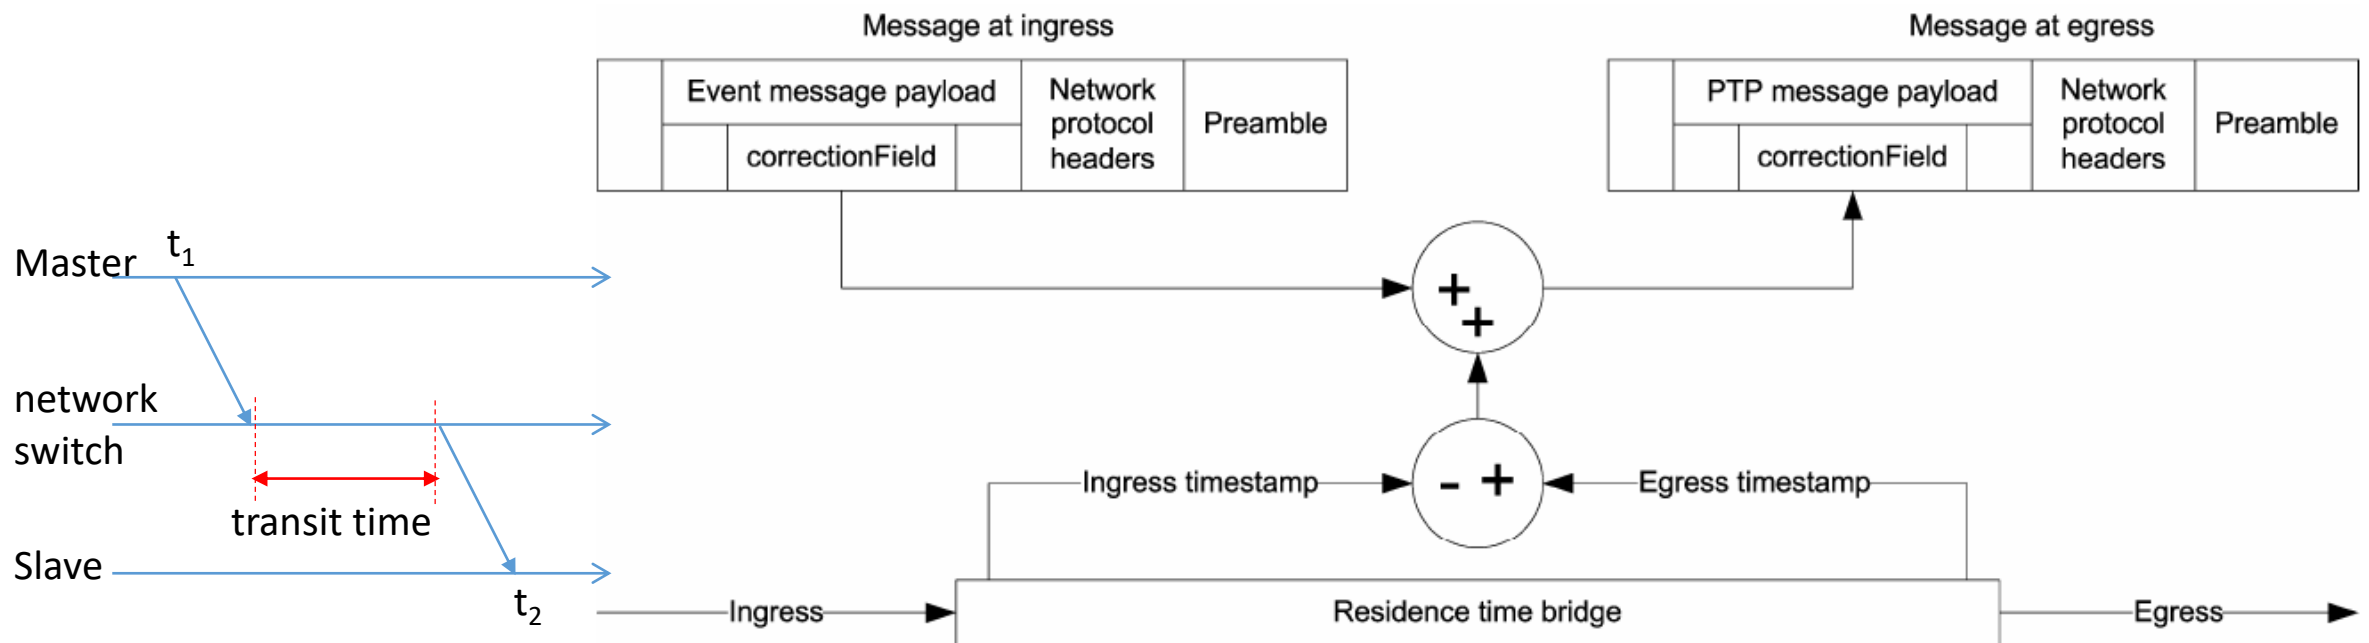 Master
t1
network
switch
transit time
Slave
t2
Message at ingress
Event message payload
correctionField
Network
protocol
headers
Preamble
Message at egress
PTP message payload
correctionField
Network
protocol
headers
Preamble
+
+
Ingress timestamp
- +
Egress timestamp
Ingress
Residence time bridge
Egress